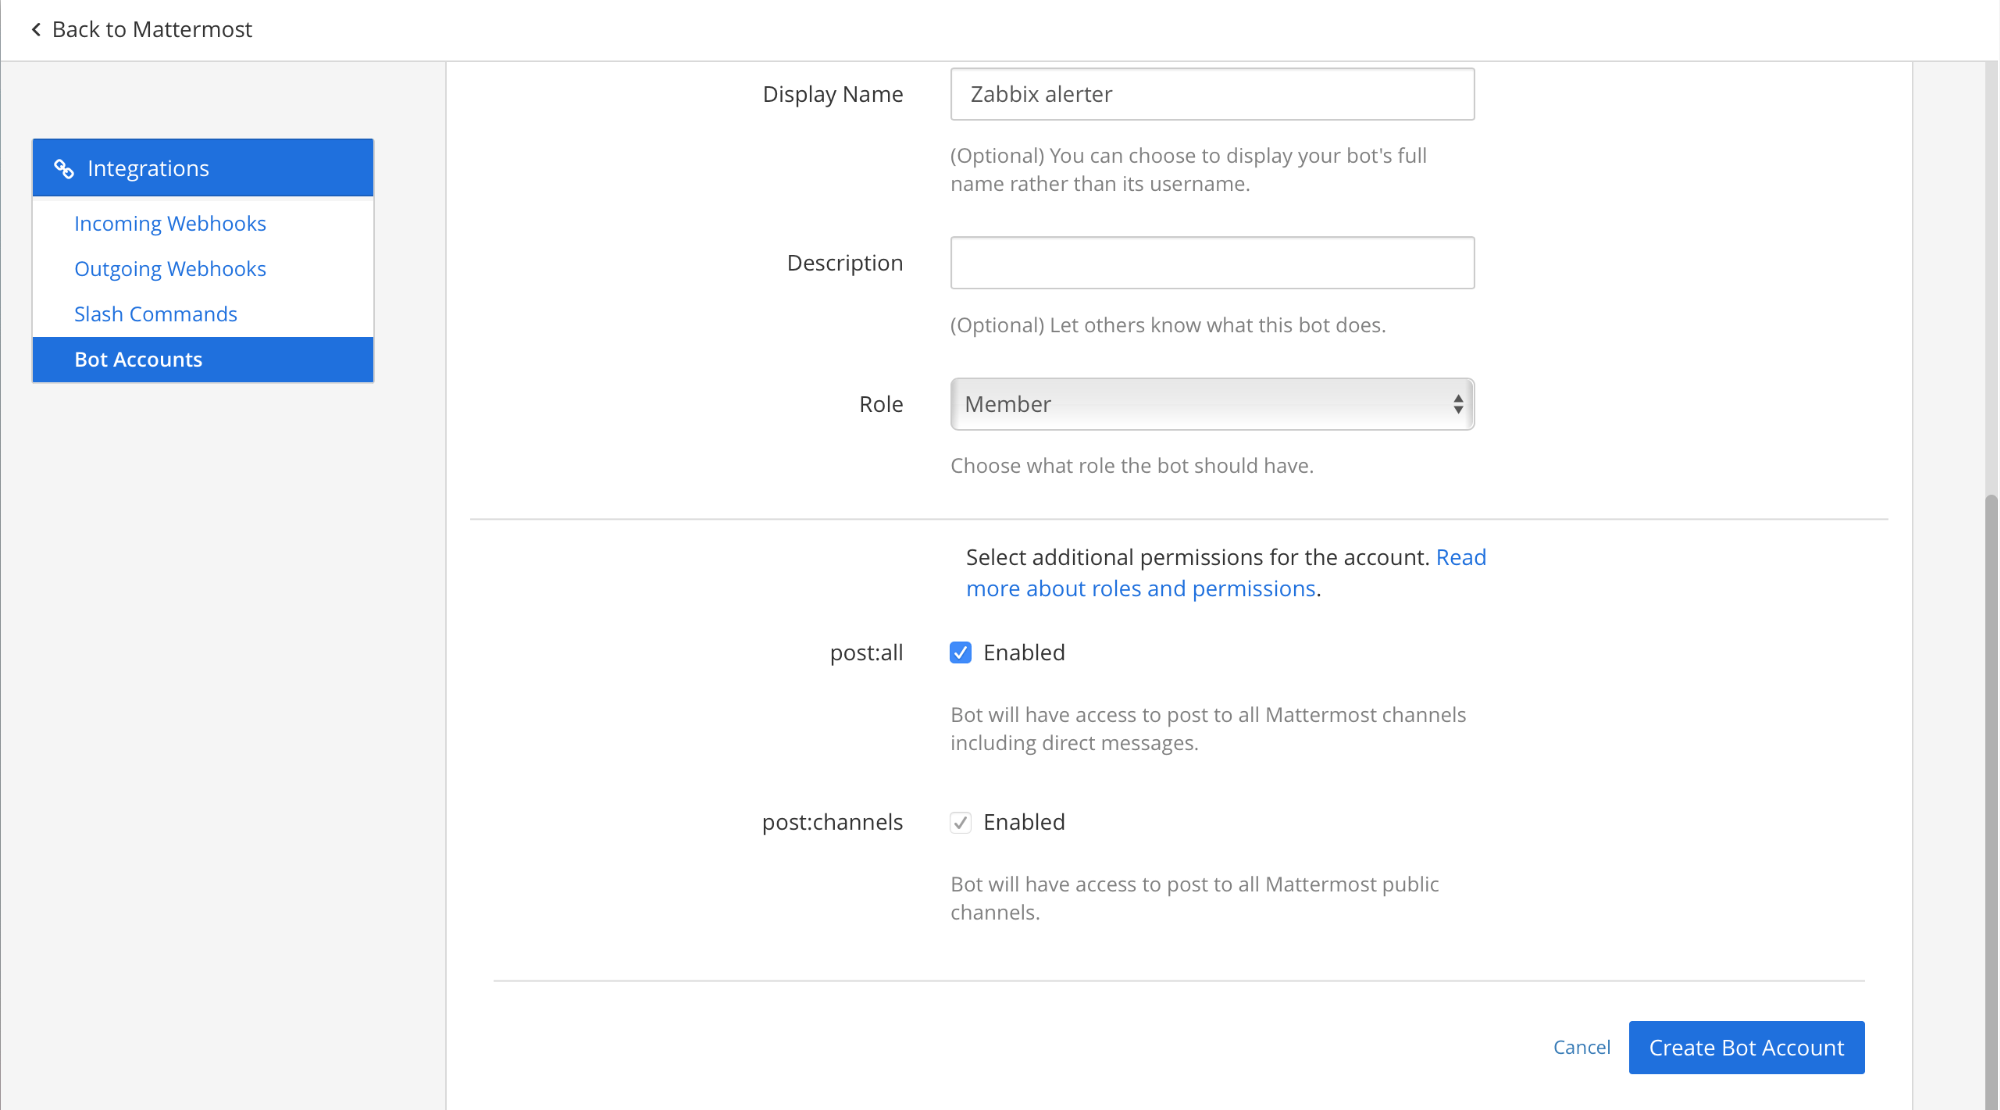 Back to Mattermost
Integrations
Incoming Webhooks
Outgoing Webhooks
Slash Commands
Bot Accounts
Display Name
Zabbix alerter
(Optional) You can choose to display your bot's full
name rather than its username.
Description
(Optional) Let others know what this bot does.
Role
Member
Choose what role the bot should have.
Select additional permissions for the account. Read
more about roles and permissions.
post:all
Enabled
Bot will have access to post to all Mattermost channels
including direct messages.
post:channels
Enabled
Bot will have access to post to all Mattermost public
channels.
Cancel
Create Bot Account